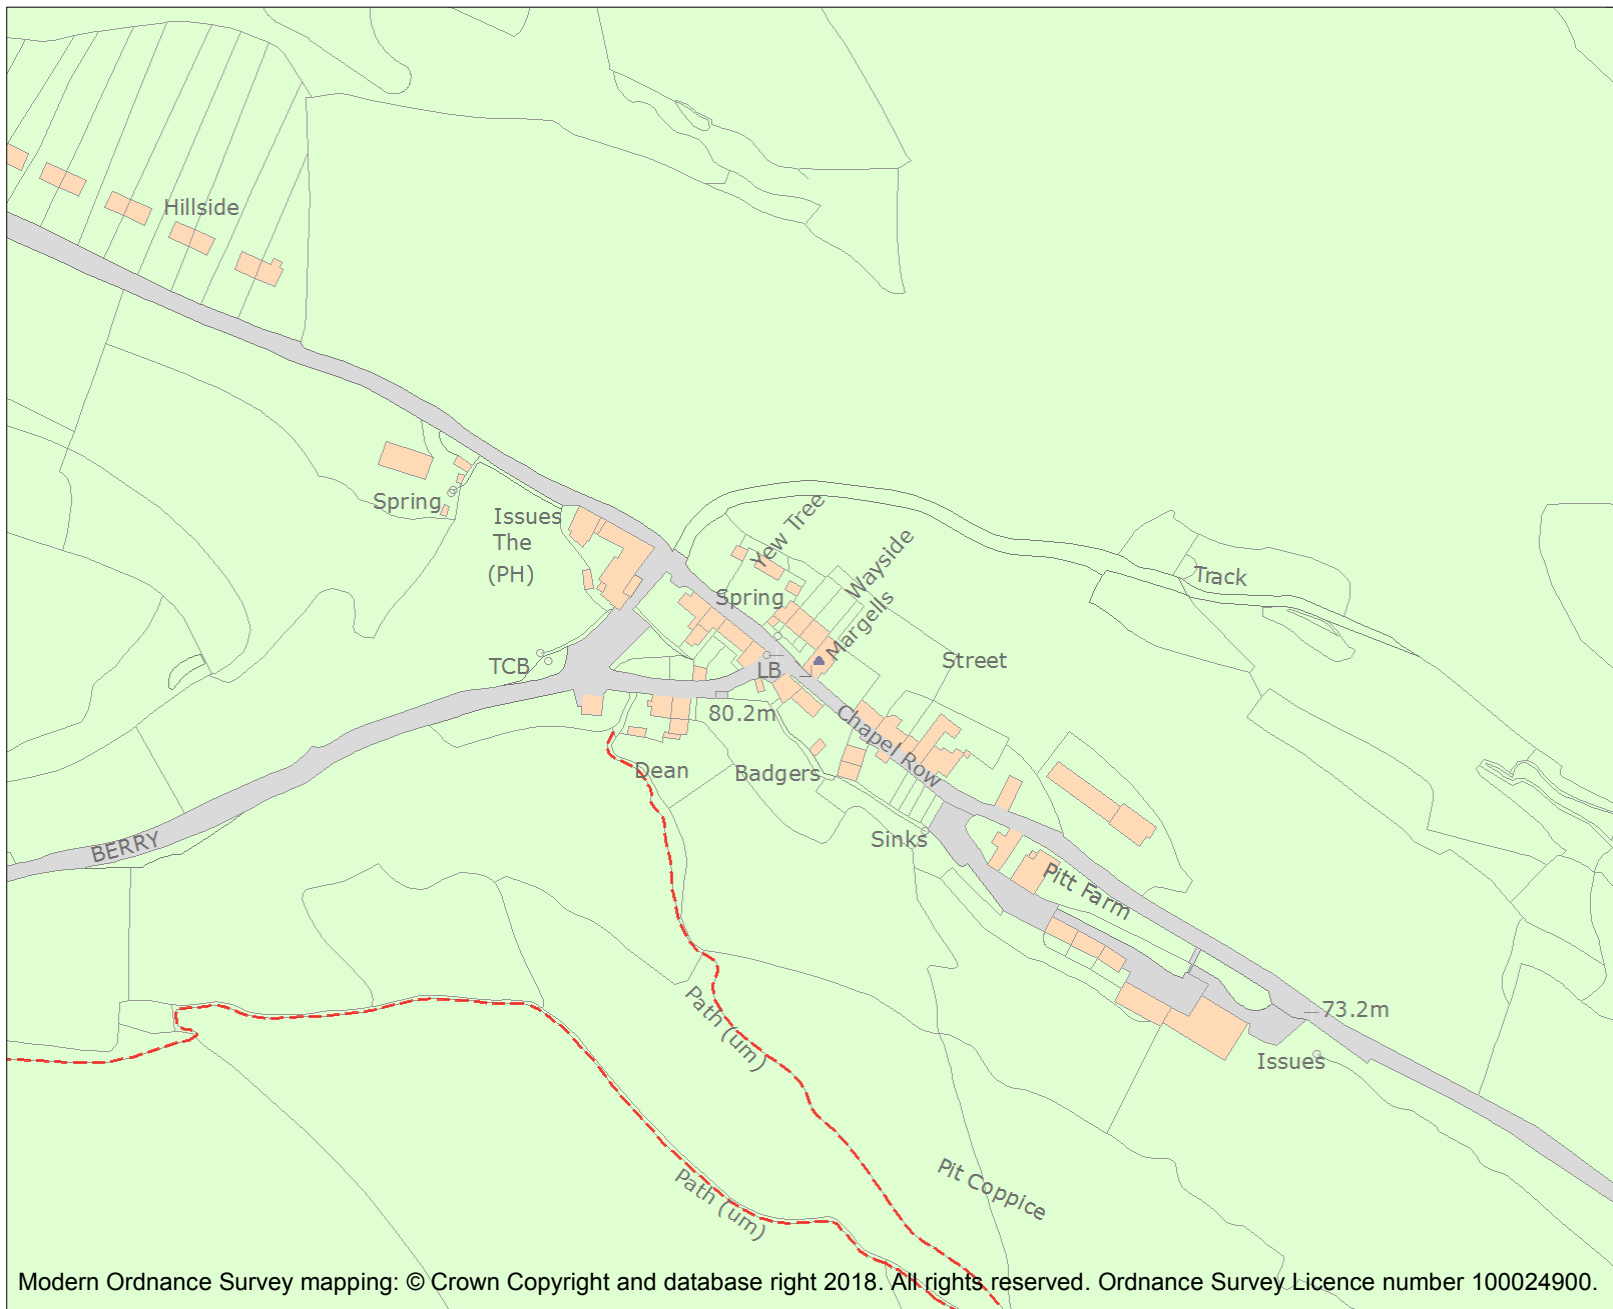 Hillside
Spring
Issues
The
(PH)
Yew Tree
Wayside
Spring
Margells
Track
TCB
LB
Street
80.2m
Chapel Row
Dean
Badgers
BERRY
Sinks
Pitt Farm
Path (um)
73.2m
Issues
Path (um)
Pit Coppice
Modern Ordnance Survey mapping: © Crown Copyright and database right 2018. All rights reserved. Ordnance Survey Licence number 100024900.